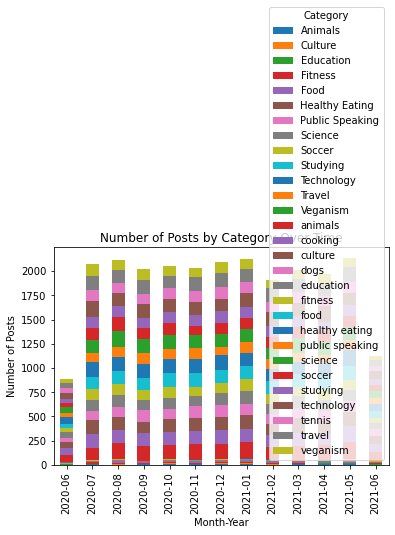 Category
Animals
Culture
Education
Fitness
Food
Healthy Eating
Public Speaking
Science
Soccer
Studying
Technology
Travel
Veganism
animals
cooking
culture
dogs
education
fitness
food
healthy eating
public speaking
science
soccer
studying
technology
tennis
travel
veganism
Number of Posts by Category Over Time
Number of Posts
2000
1750
1500
1250
1000
750
500
250
0
2020-06
2020-07
2020-08
2020-09
2020-10
2020-11
2020-12
2021-01
2021-02
2021-03
2021-04
2021-05
2021-06
Month-Year